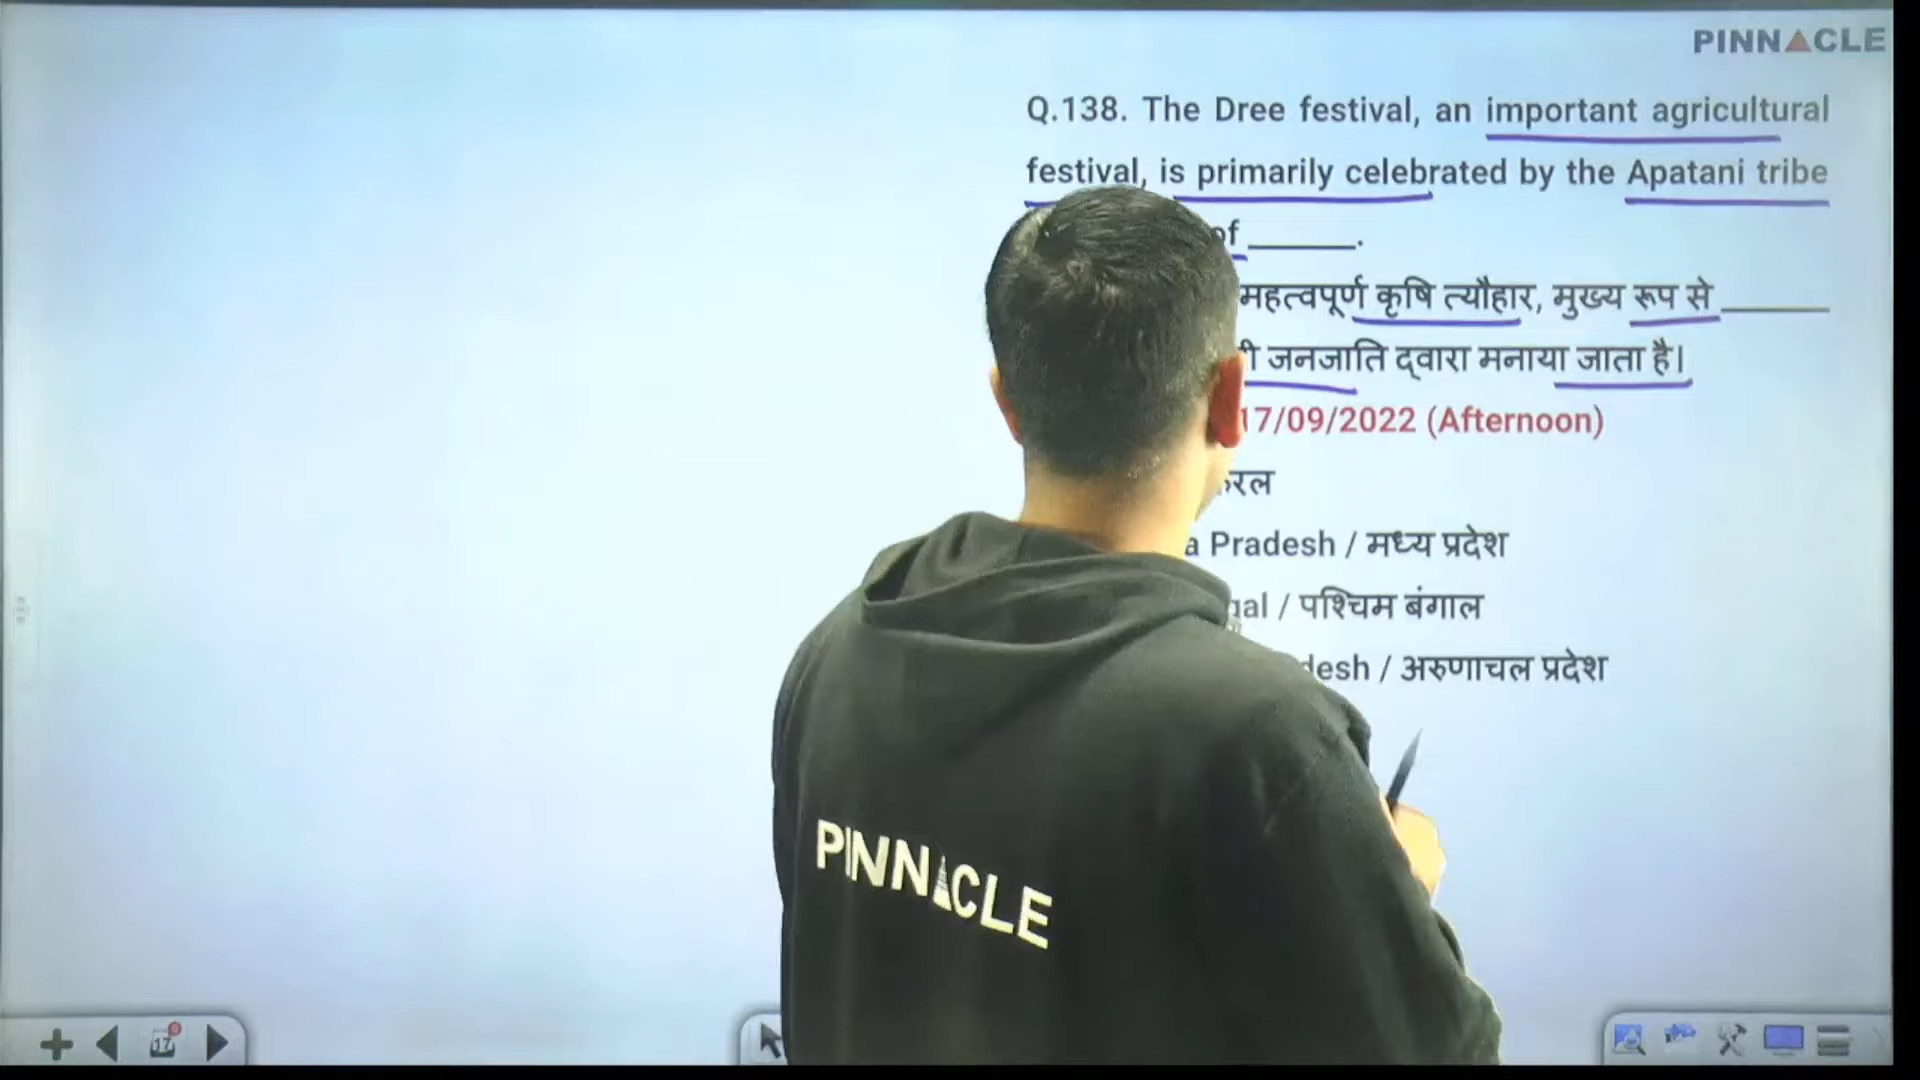 PINNACLE
Q.138. The Dree festival, an important agricultural
festival, is primarily celebrated by the Apatani tribe
of ______.
महत्वपूर्ण कृषि त्यौहार, मुख्य रूप से ______
जनजाति द्वारा मनाया जाता है।
17/09/2022 (Afternoon)
Pradesh / मध्य प्रदेश
/ पश्चिम बंगाल
/ अरुणाचल प्रदेश
PINNACLE
17